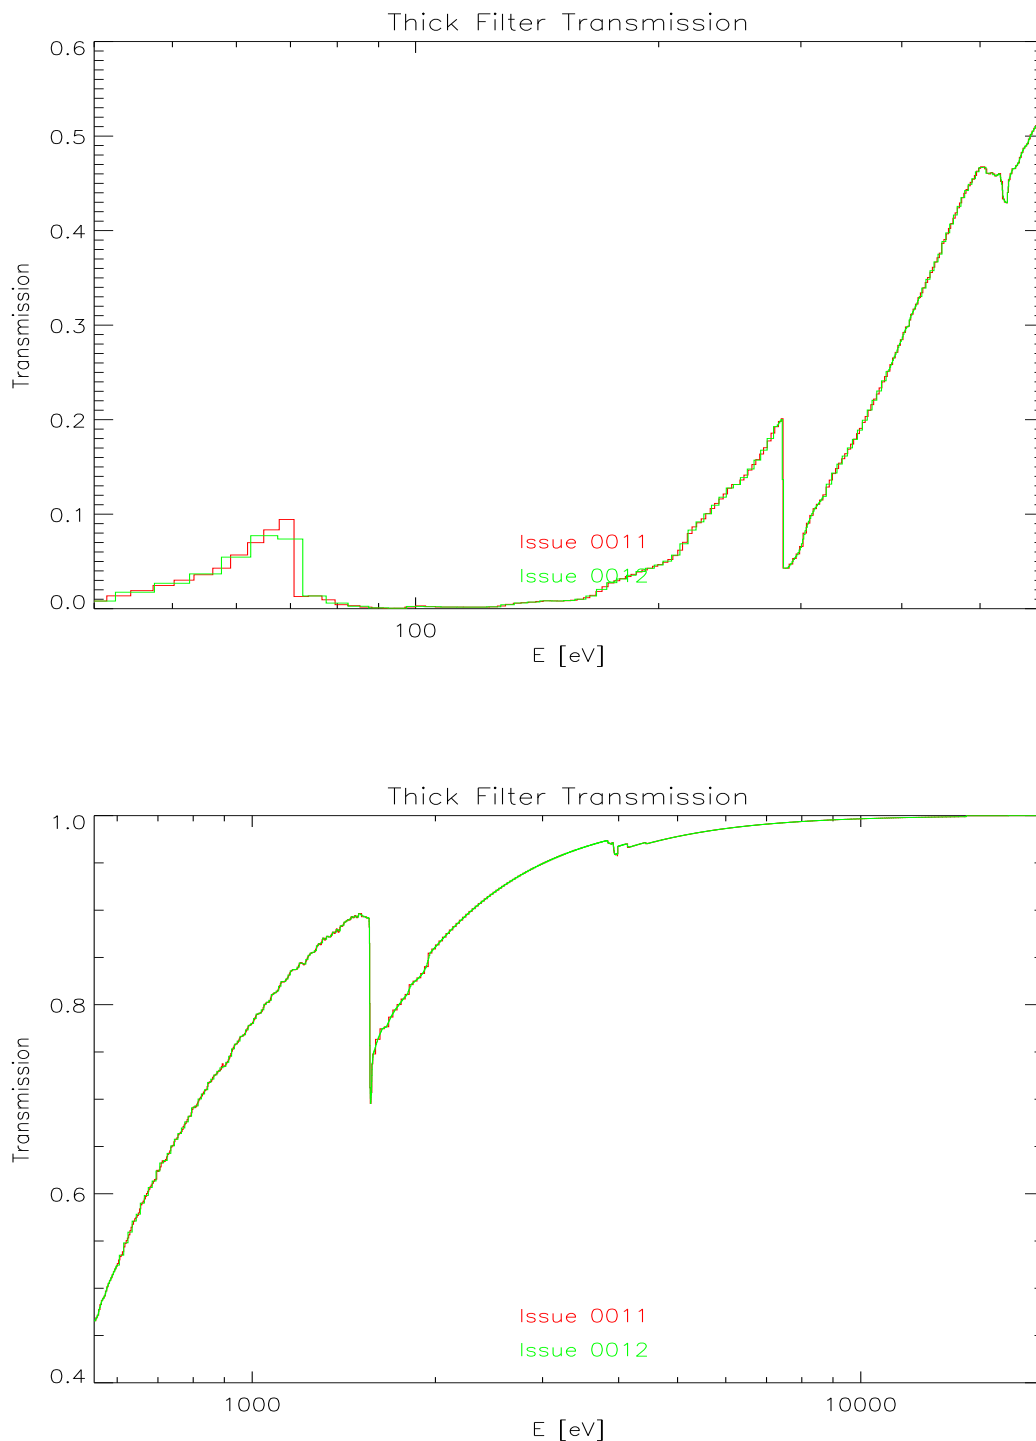 Thick Filter Transmission
0.6
0.5
0.4
0.3
0.2
0.1
0.0
Transmission
Issue 0011
Issue 0012
100
E [eV]
Thick Filter Transmission
1.0
0.8
0.6
0.4
Transmission
Issue 0011
Issue 0012
1000
10000
E [eV]